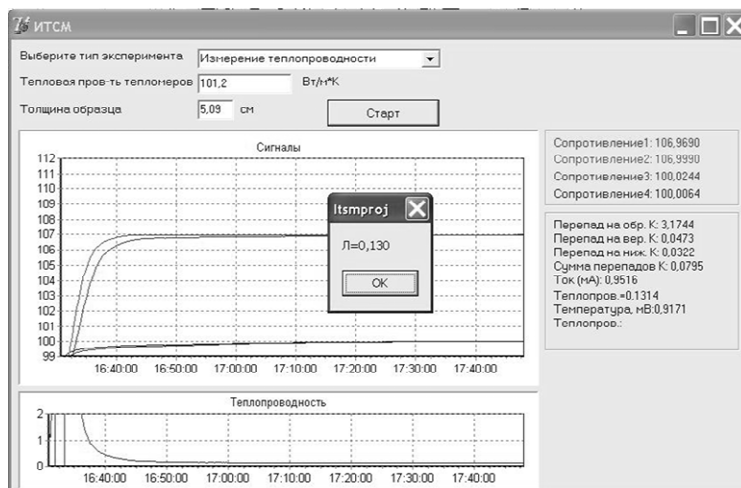 ИТСМ
Выберите тип эксперимента Измерение теплопроводности
Тепловая пров-ть тепломеров 101,2 Вт/м*К
Толщина образца 5,09 см Старт
Сигналы
112
111
110
109
108
107
106
105
104
103
102
101
100
99
16:40:00 16:50:00 17:00:00 17:10:00 17:20:00 17:30:00 17:40:00
Itsmproj
Л=0,130
OK
Сопротивление1: 106,9690
Сопротивление2: 106,9990
Сопротивление3: 100,0244
Сопротивление4: 100,0064
Перепад на обр. К: 3,1744
Перепад на вер. К: 0,0473
Перепад на ниж. К: 0,0322
Сумма перепадов К: 0,0795
Ток (мА): 0,9516
Теплопров.=0.1314
Температура, мВ:0,9171
Теплопров.:
Теплопроводность
2
1
0
16:40:00 16:50:00 17:00:00 17:10:00 17:20:00 17:30:00 17:40:00